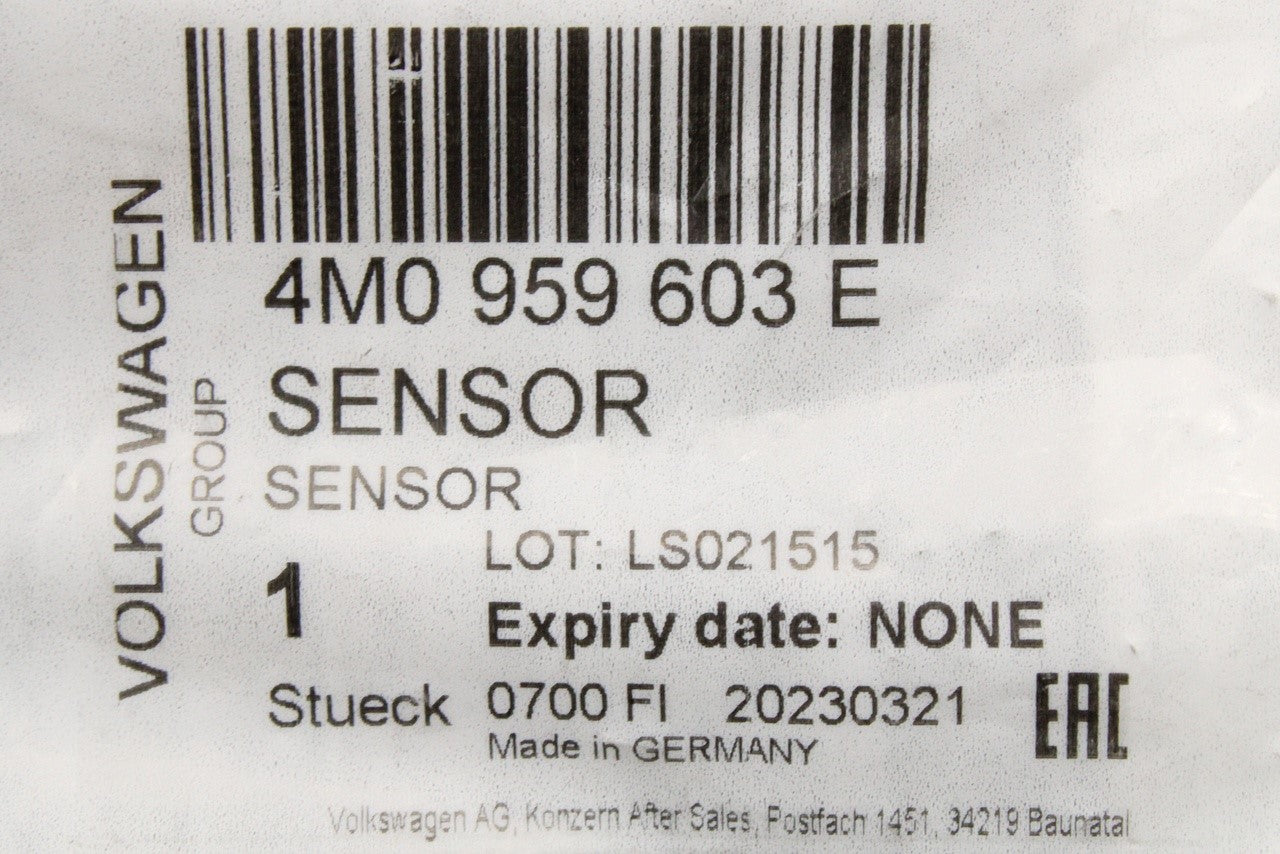 VOLKSWAGEN
GROUP
4M0 959 603 E
SENSOR
SENSOR
LOT: LS021515
1
Expiry date: NONE
Stueck 0700 FI 20230321
Made in GERMANY
EAC
Volkswagen AG, Konzern After Sales, Postfach 1451, 34219 Baunatal